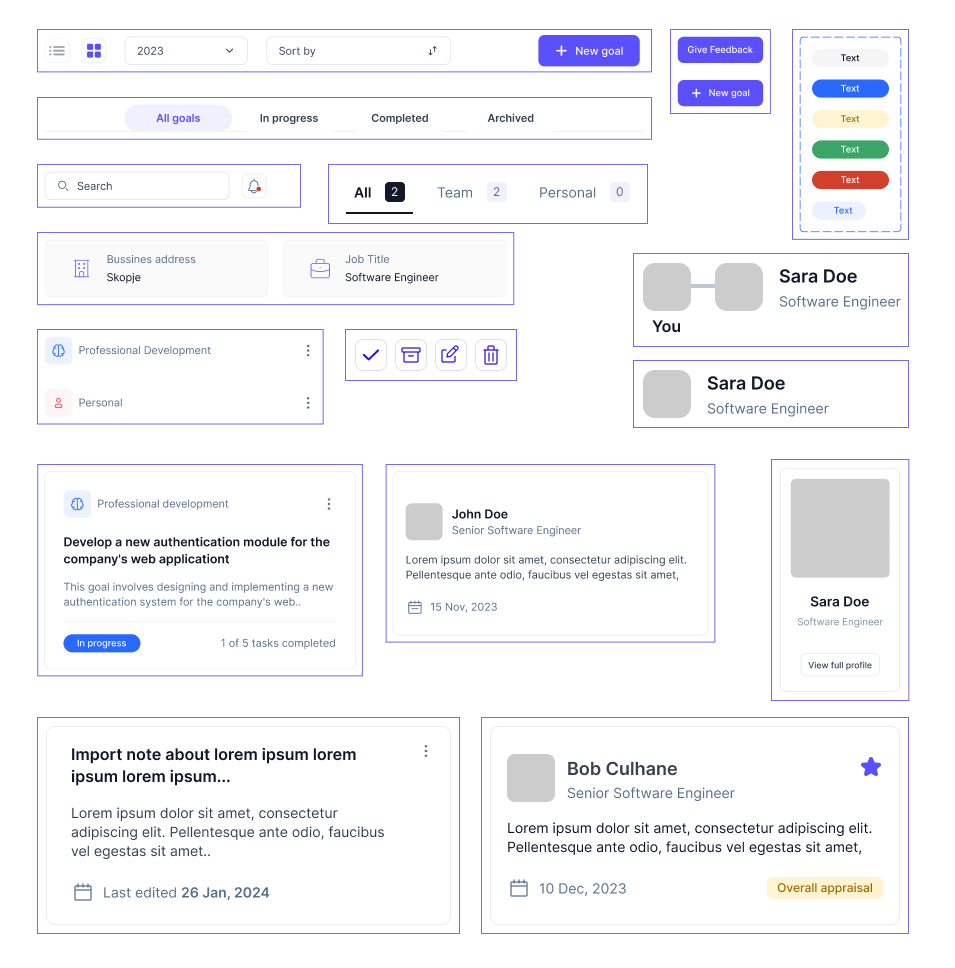 2023
Sort by
New goal
Give Feedback
New goal
Text
Text
Text
Text
Text
Text
All goals
In progress
Completed
Archived
Search
All 2
Team 2
Personal 0
Bussines address
Skopje
Job Title
Software Engineer
Sara Doe
Software Engineer
You
Professional Development
Personal
Sara Doe
Software Engineer
Professional development
Develop a new authentication module for the
company's web applicationt
This goal involves designing and implementing a new
authentication system for the company's web..
In progress
1 of 5 tasks completed
John Doe
Senior Software Engineer
Lorem ipsum dolor sit amet, consectetur adipiscing elit.
Pellentesque ante odio, faucibus vel egestas sit amet,
15 Nov, 2023
Sara Doe
Software Engineer
View full profile
Import note about lorem ipsum lorem
ipsum lorem ipsum...
Lorem ipsum dolor sit amet, consectetur
adipiscing elit. Pellentesque ante odio, faucibus
vel egestas sit amet..
Last edited 26 Jan, 2024
Bob Culhane
Senior Software Engineer
Lorem ipsum dolor sit amet, consectetur adipiscing elit.
Pellentesque ante odio, faucibus vel egestas sit amet,
10 Dec, 2023
Overall appraisal